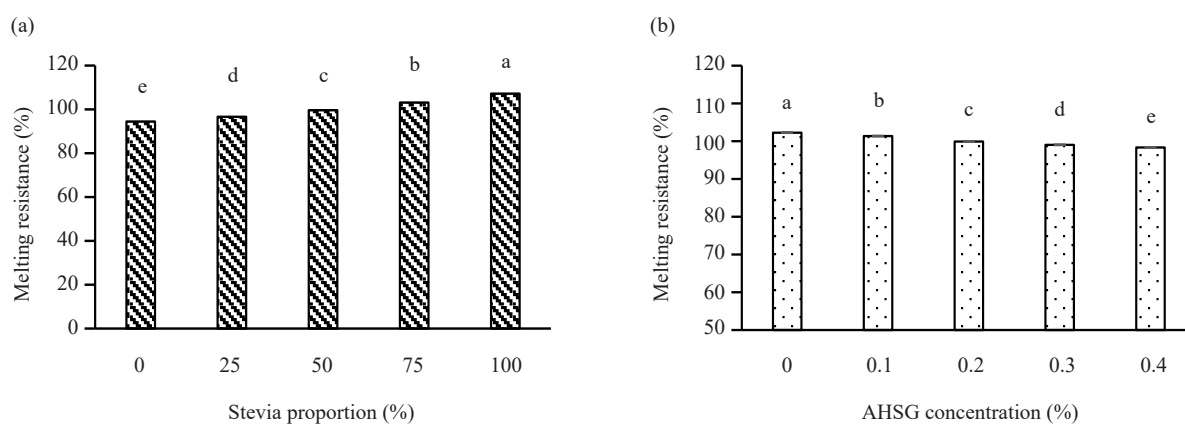 (a)
Melting resistance (%)
120
100
80
60
40
20
0
e
d
c
b
a
0 25 50 75 100
Stevia proportion (%)
(b)
Melting resistance (%)
120
110
100
90
80
70
60
50
a
b
c
d
e
0 0.1 0.2 0.3 0.4
AHSG concentration (%)